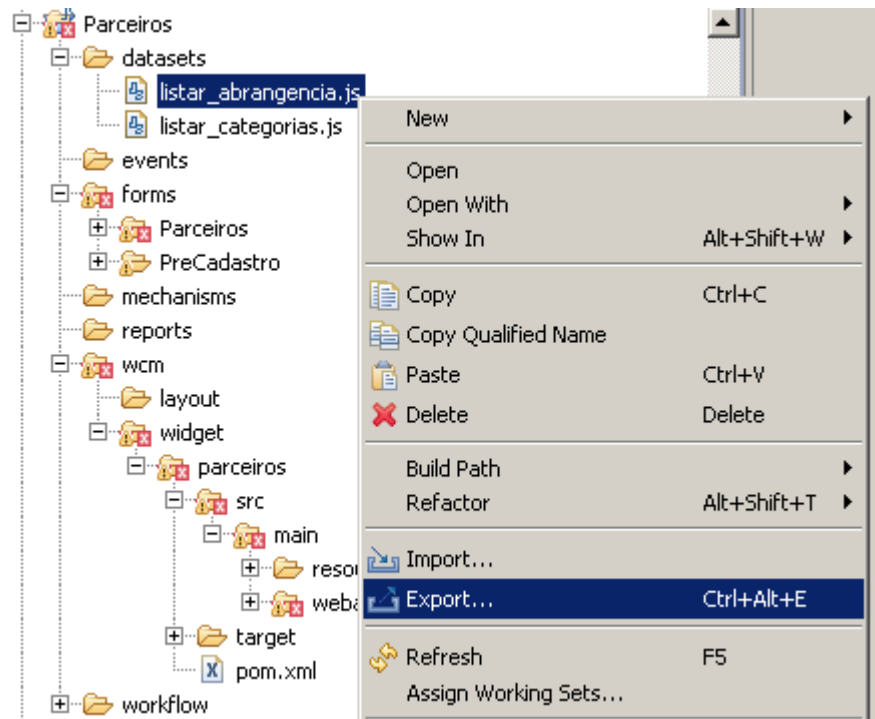 Parceiros
datasets
listar_abrangencia.js
listar_categorias.js
events
forms
Parceiros
PreCadastro
mechanisms
reports
wcm
layout
widget
parceiros
src
main
resou
weba
target
pom.xml
workflow
New
Open
Open With
Show In Alt+Shift+W
Copy Ctrl+C
Copy Qualified Name
Paste Ctrl+V
Delete Delete
Build Path
Refactor Alt+Shift+T
Import...
Export... Ctrl+Alt+E
Refresh F5
Assign Working Sets...